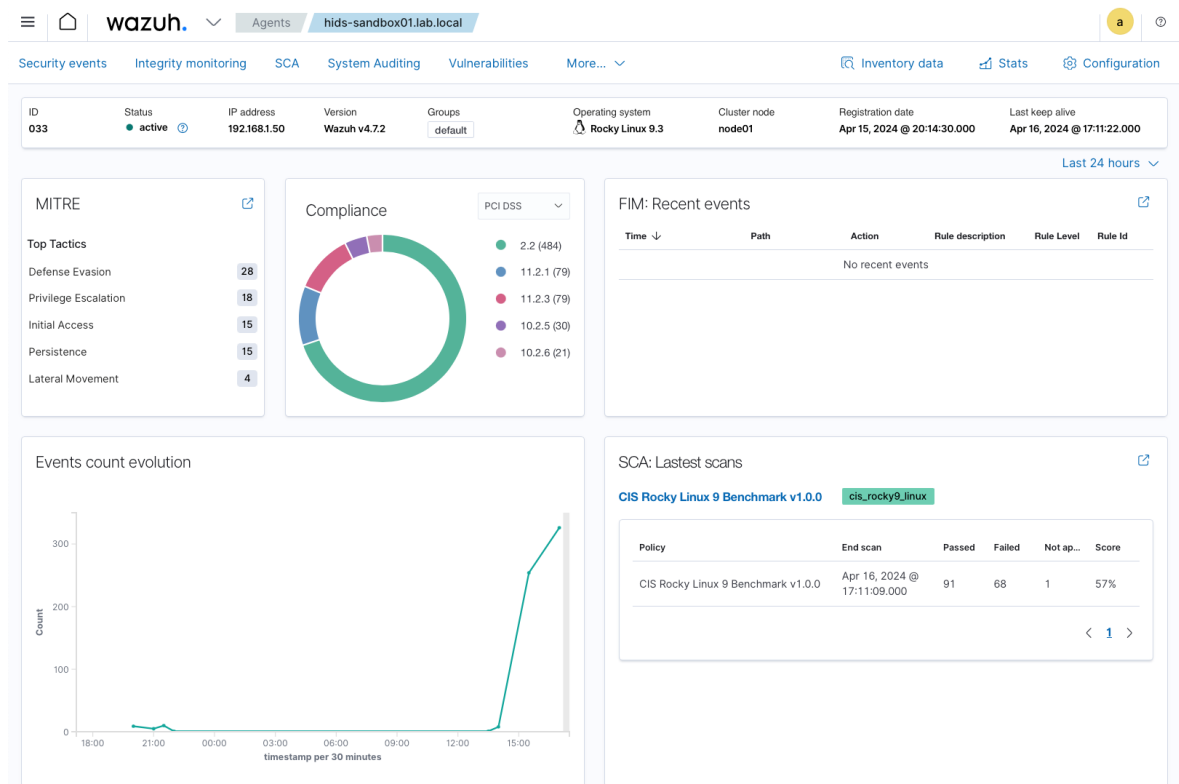 wazuh. Agents hids-sandbox01.lab.local a
Security events Integrity monitoring SCA System Auditing Vulnerabilities More... Inventory data Stats Configuration
ID Status IP address Version Groups Operating system Cluster node Registration date Last keep alive
033 active 192.168.1.50 Wazuh v4.7.2 default Rocky Linux 9.3 node01 Apr 15, 2024 @ 20:14:30.000 Apr 16, 2024 @ 17:11:22.000
Last 24 hours
MITRE
Top Tactics
Defense Evasion 28
Privilege Escalation 18
Initial Access 15
Persistence 15
Lateral Movement 4
Compliance PCI DSS
2.2 (484)
11.2.1 (79)
11.2.3 (79)
10.2.5 (30)
10.2.6 (21)
FIM: Recent events
Time Path Action Rule description Rule Level Rule Id
No recent events
Events count evolution
Count
300
200
100
0
18:00 21:00 00:00 03:00 06:00 09:00 12:00 15:00
timestamp per 30 minutes
SCA: Lastest scans
CIS Rocky Linux 9 Benchmark v1.0.0 cis_rocky9_linux
Policy End scan Passed Failed Not ap... Score
CIS Rocky Linux 9 Benchmark v1.0.0 Apr 16, 2024 @ 91 68 1 57%
17:11:09.000
1